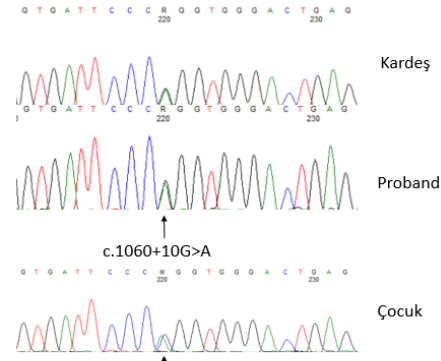 G T G A T T C C C R G G T G G G A C T G A G
220 230
Kardeş
G T G A T T C C C R G G T G G G A C T G A G
220 230
Proband
c.1060+10G>A
G T G A T T C C C M G G T G G G A C T G A G
220 230
Çocuk